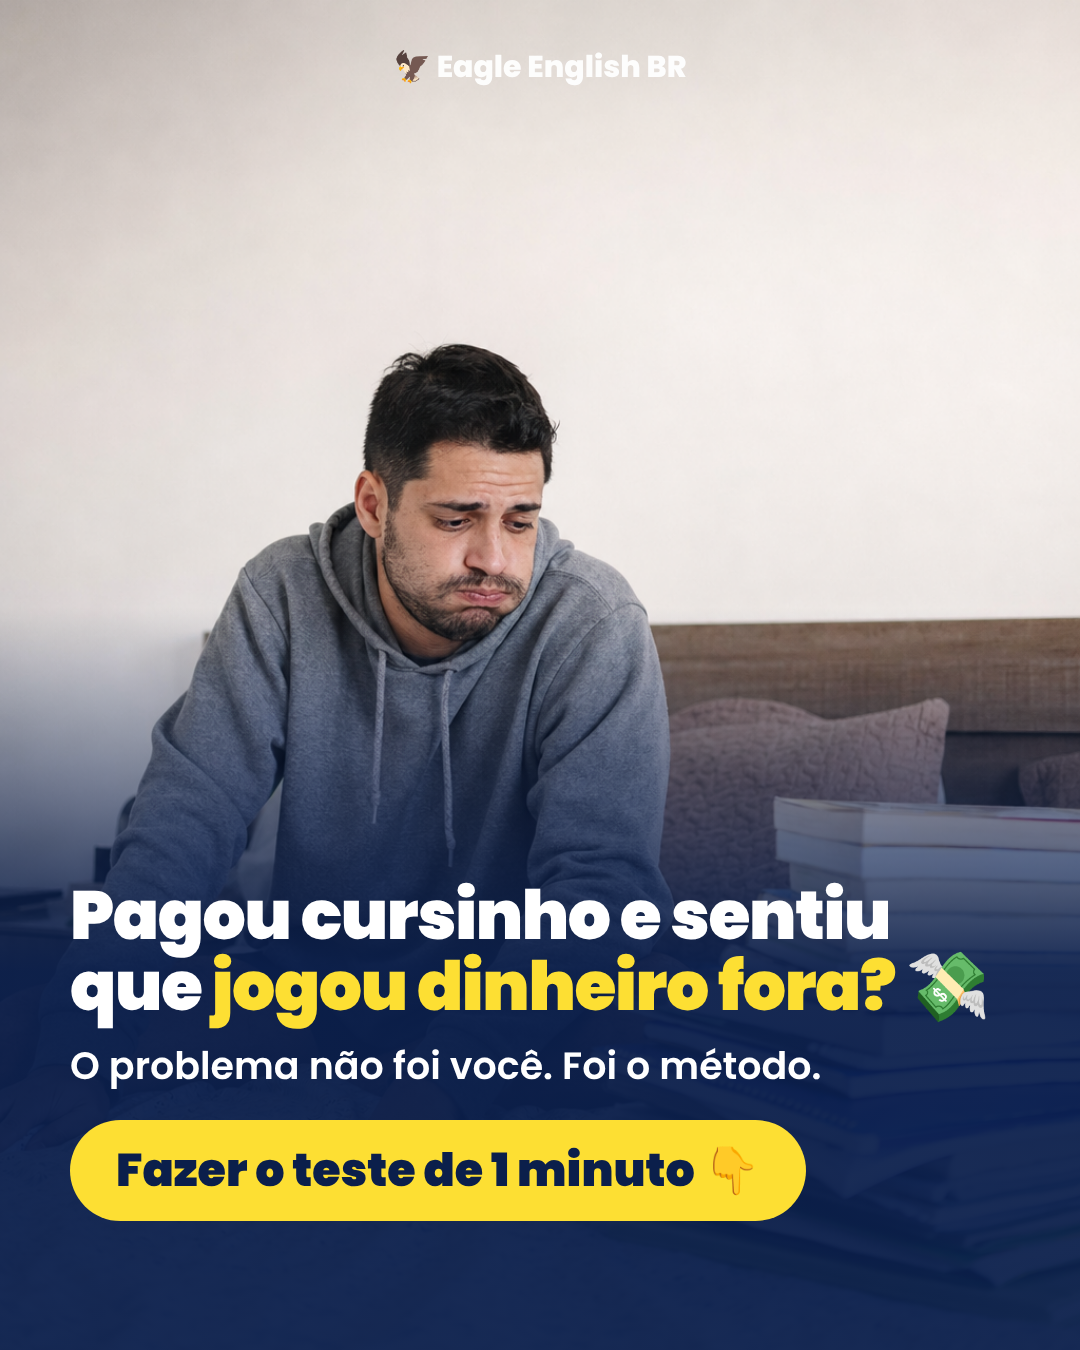 🦅 Eagle English BR
Pagou cursinho e sentiu
que jogou dinheiro fora? 💸
O problema não foi você. Foi o método.
Fazer o teste de 1 minuto 👇